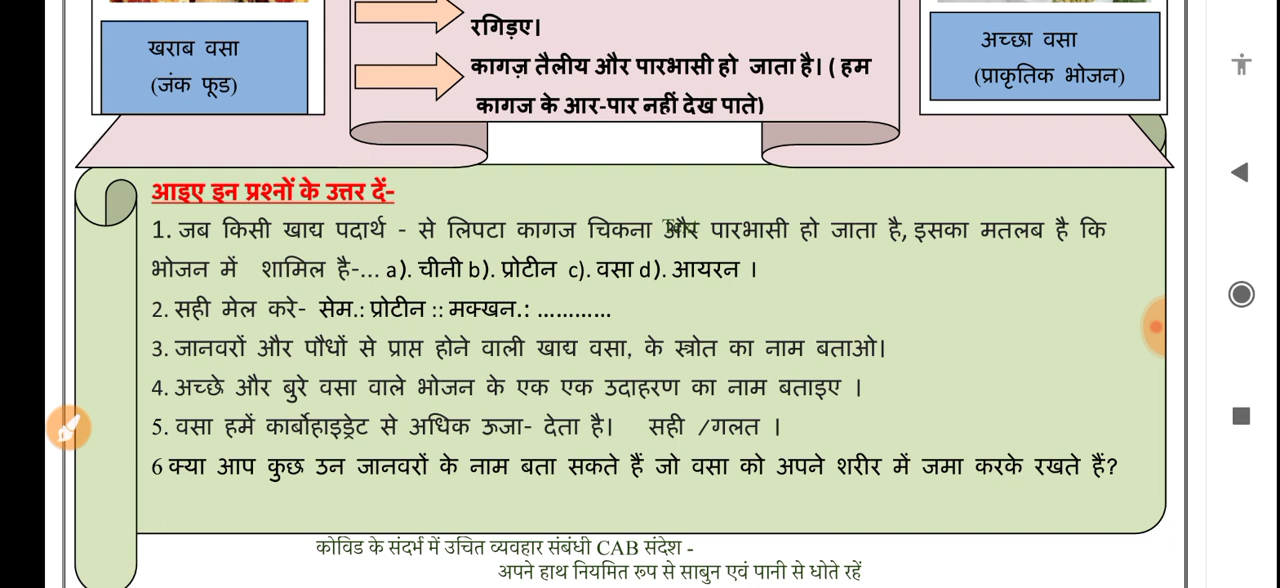 रगिड़ए।
खराब वसा
(जंक फूड)
कागज़ तैलीय और पारभासी हो जाता है। ( हम
कागज के आर-पार नहीं देख पाते)
अच्छा वसा
(प्राकृतिक भोजन)
आइए इन प्रश्नों के उत्तर दें-
1. जब किसी खाद्य पदार्थ - से लिपटा कागज चिकना और पारभासी हो जाता है, इसका मतलब है कि
भोजन में शामिल है-... a). चीनी b). प्रोटीन c). वसा d). आयरन ।
2. सही मेल करे- सेम.: प्रोटीन :: मक्खन.: ............
3. जानवरों और पौधों से प्राप्त होने वाली खाद्य वसा, के स्त्रोत का नाम बताओ।
4. अच्छे और बुरे वसा वाले भोजन के एक एक उदाहरण का नाम बताइए ।
5. वसा हमें कार्बोहाइड्रेट से अधिक ऊजा- देता है। सही /गलत ।
6 क्या आप कुछ उन जानवरों के नाम बता सकते हैं जो वसा को अपने शरीर में जमा करके रखते हैं?
कोविड के संदर्भ में उचित व्यवहार संबंधी CAB संदेश -
अपने हाथ नियमित रूप से साबुन एवं पानी से धोते रहें